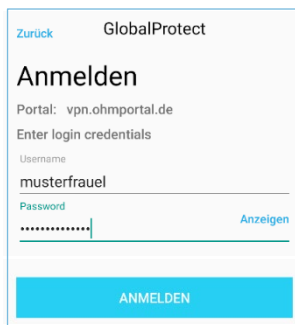 Zurück GlobalProtect
Anmelden
Portal: vpn.ohmportal.de
Enter login credentials
Username
musterfrauel
Password
•••••••••••••• Anzeigen
ANMELDEN